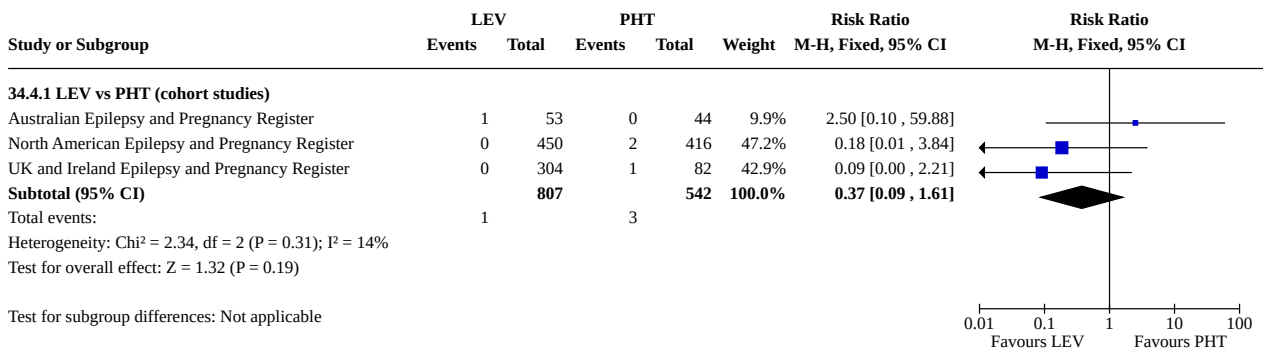 LEV PHT Risk Ratio Risk Ratio
Study or Subgroup Events Total Events Total Weight M-H, Fixed, 95% CI M-H, Fixed, 95% CI
34.4.1 LEV vs PHT (cohort studies)
Australian Epilepsy and Pregnancy Register 1 53 0 44 9.9% 2.50 [0.10 , 59.88]
North American Epilepsy and Pregnancy Register 0 450 2 416 47.2% 0.18 [0.01 , 3.84]
UK and Ireland Epilepsy and Pregnancy Register 0 304 1 82 42.9% 0.09 [0.00 , 2.21]
Subtotal (95% CI) 807 542 100.0% 0.37 [0.09 , 1.61]
Total events: 1 3
Heterogeneity: Chi² = 2.34, df = 2 (P = 0.31); I² = 14%
Test for overall effect: Z = 1.32 (P = 0.19)
Test for subgroup differences: Not applicable
0.01 0.1 1 10 100
Favours LEV Favours PHT